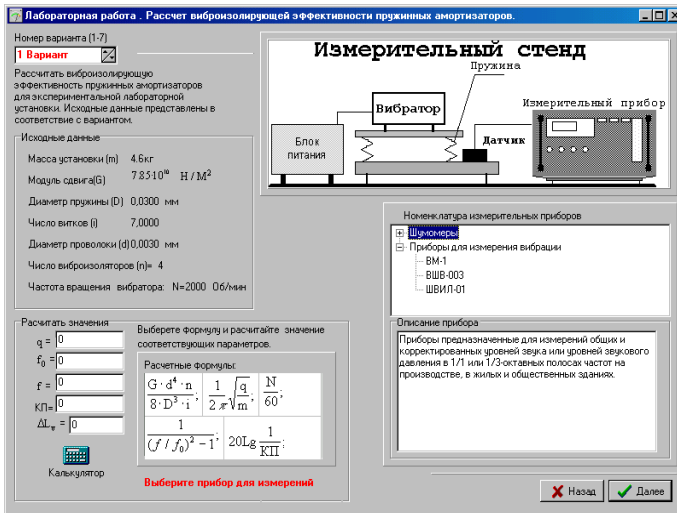 Лабораторная работа . Рассчет виброизолирующей эффективности пружинных амортизаторов.
Номер варианта (1-7)
1 Вариант
Рассчитать виброизолирующую
эффективность пружинных амортизаторов
для экспериментальной лабораторной
установки. Исходные данные представлены в
соответствие с вариантом.
Исходные данные
Масса установки (m) 4.6кг
Модуль сдвига(G) 7.85·10¹⁰ Н / М²
Диаметр пружины (D) 0,0300 мм
Число витков (i) 7,0000
Диаметр проволоки (d) 0,0030 мм
Число виброизоляторов (n)= 4
Частота вращения вибратора: N=2000 Об/мин
Измерительный стенд
Пружина
Вибратор
Измерительный прибор
Блок
питания
Датчик
Номенклатура измерительных приборов
Шумомеры
Приборы для измерения вибрации
ВМ-1
ВШВ-003
ШВИЛ-01
Расчитать значения
q = 0
f₀ = 0
f = 0
КП= 0
ΔLᵥ = 0
Калькулятор
Выберете формулу и расчитайте значение
соответствующих параметров.
Расчетные формулы:
G · d⁴ · n / 8 · D³ · i ; 1 / 2 π √ q / m ; N / 60 ;
1 / (f / f₀)² − 1 ; 20Lg 1 / КП ;
Выберите прибор для измерений
Описание прибора
Приборы предназначенные для измерений общих и
корректированных уровней звука или уровней звукового
давления в 1/1 или 1/3-октавных полосах частот на
производстве, в жилых и общественных зданиях.
Назад
Далее